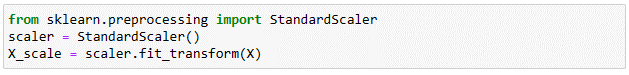 from sklearn.preprocessing import StandardScaler
scaler = StandardScaler()
X_scale = scaler.fit_transform(X)